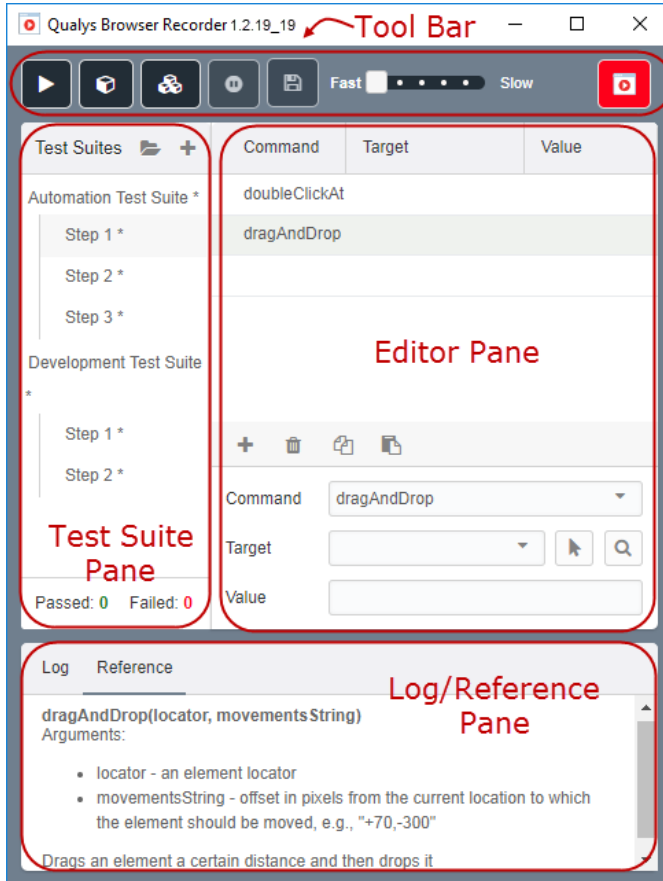 Qualys Browser Recorder 1.2.19_19
Tool Bar
Fast
Slow
Test Suites
Command Target Value
Automation Test Suite *
Step 1 *
Step 2 *
Step 3 *
Development Test Suite
*
Step 1 *
Step 2 *
Test Suite
Pane
Passed: 0 Failed: 0
doubleClickAt
dragAndDrop
Editor Pane
Command dragAndDrop
Target
Value
Log Reference
Log/Reference
Pane
dragAndDrop(locator, movementsString)
Arguments:
• locator - an element locator
• movementsString - offset in pixels from the current location to which
the element should be moved, e.g., "+70,-300"
Drags an element a certain distance and then drops it